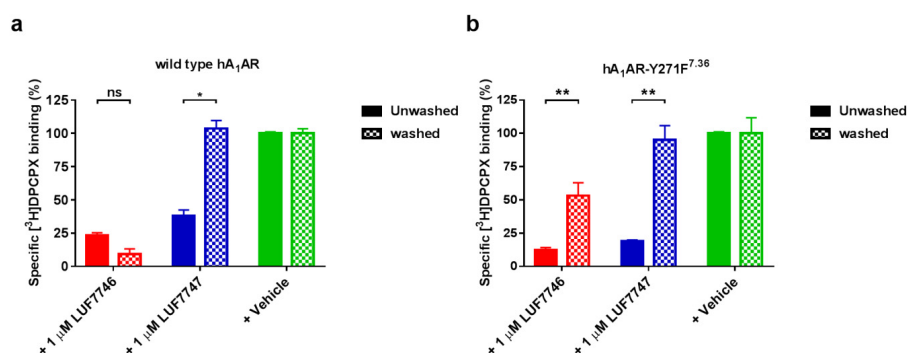 a
wild type hA₁AR
Specific [³H]DPCPX binding (%)
125
100
75
50
25
0
ns
*
+ 1 μM LUF7746
+ 1 μM LUF7747
+ Vehicle
Unwashed
washed
b
hA₁AR-Y271F⁷·³⁶
Specific [³H]DPCPX binding (%)
125
100
75
50
25
0
**
**
+ 1 μM LUF7746
+ 1 μM LUF7747
+ Vehicle
Unwashed
washed